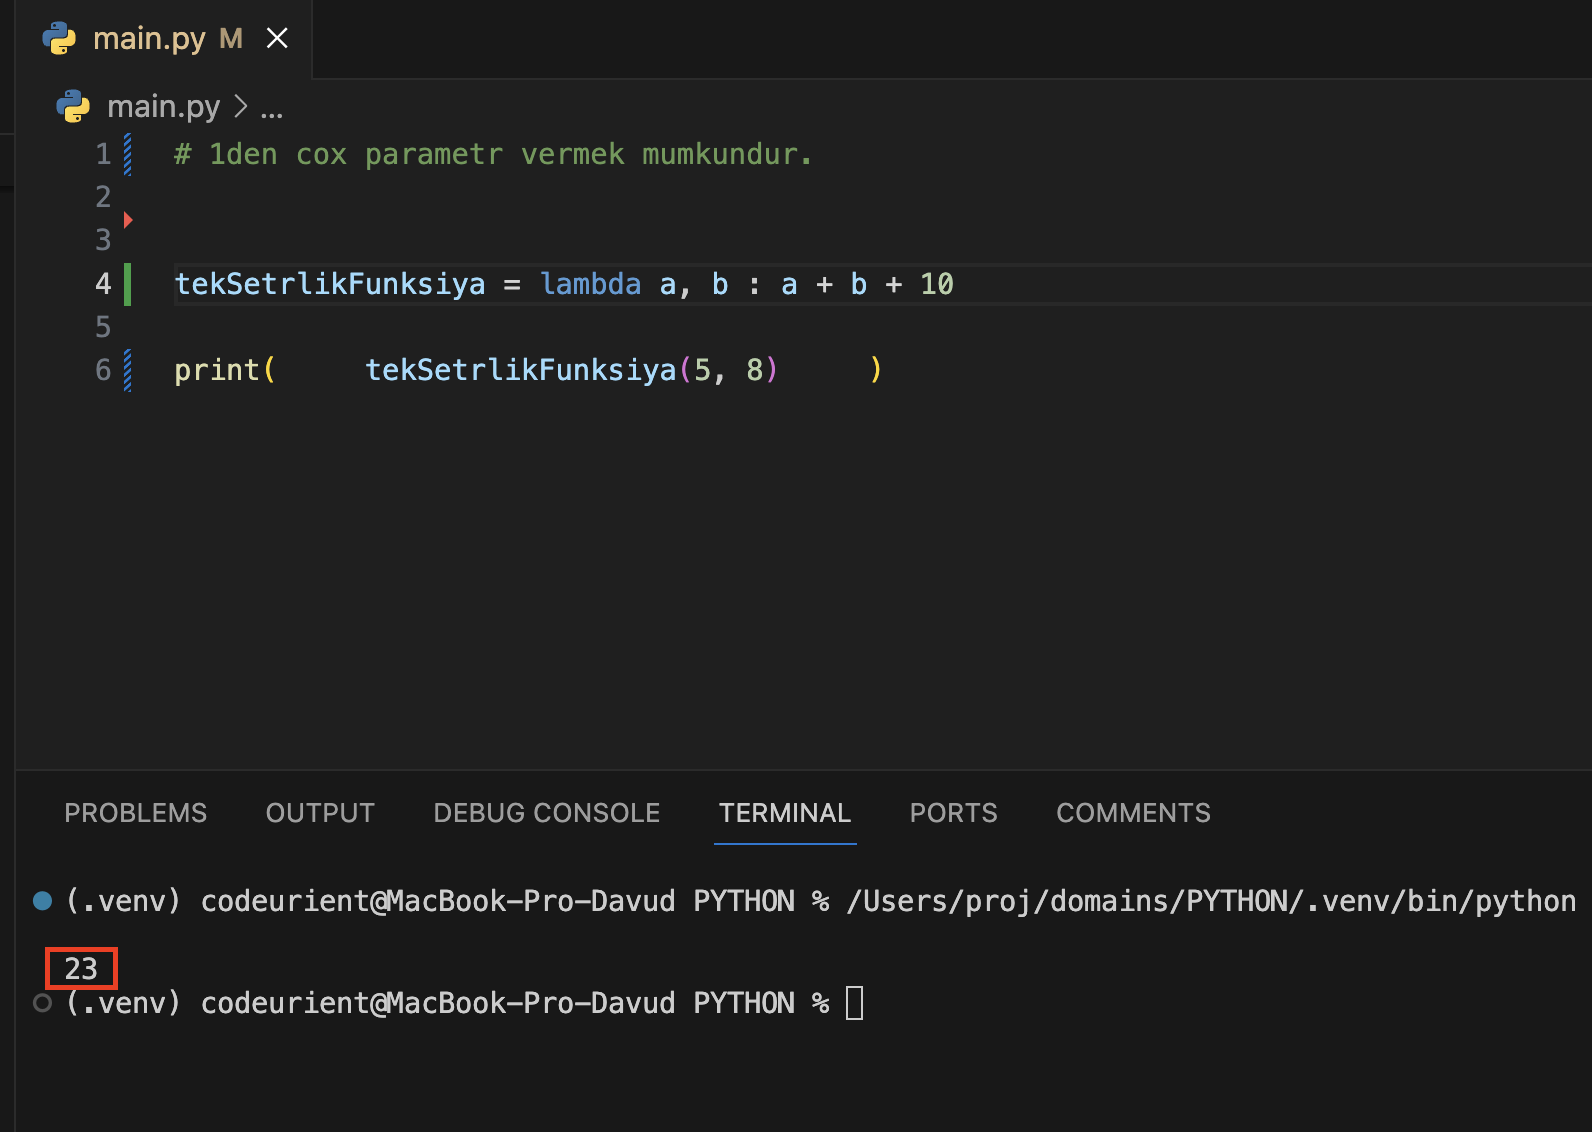 main.py M
main.py > ...
1 # 1den cox parametr vermek mumkundur.
2
3
4 tekSetrlikFunksiya = lambda a, b : a + b + 10
5
6 print(     tekSetrlikFunksiya(5, 8)     )
PROBLEMS OUTPUT DEBUG CONSOLE TERMINAL PORTS COMMENTS
(.venv) codeurient@MacBook-Pro-Davud PYTHON % /Users/proj/domains/PYTHON/.venv/bin/python
23
(.venv) codeurient@MacBook-Pro-Davud PYTHON %